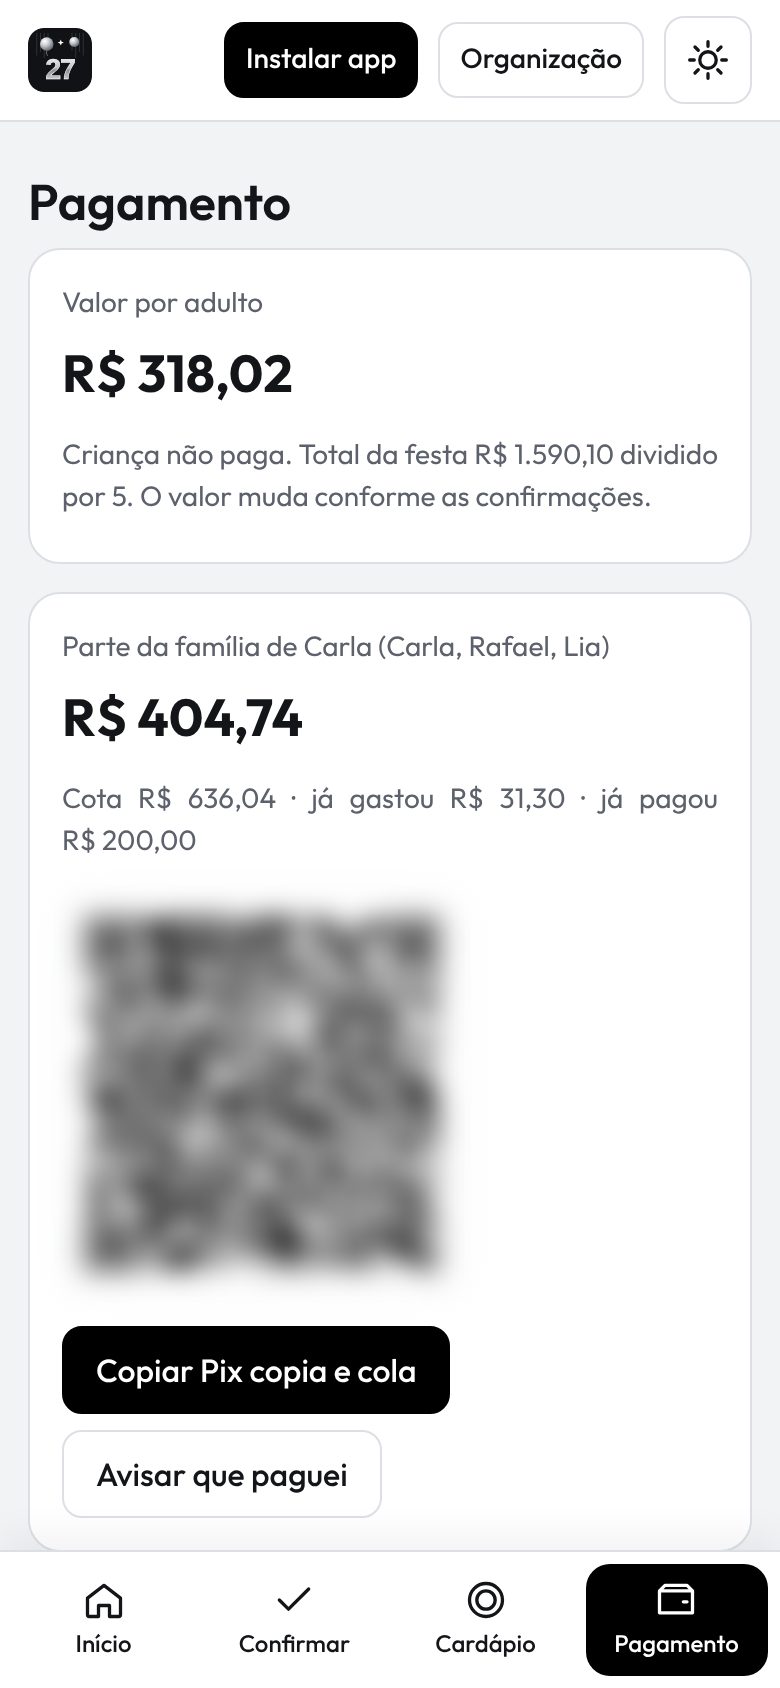 27
Instalar app
Organização
Pagamento
Valor por adulto
R$ 318,02
Criança não paga. Total da festa R$ 1.590,10 dividido
por 5. O valor muda conforme as confirmações.
Parte da família de Carla (Carla, Rafael, Lia)
R$ 404,74
Cota R$ 636,04 · já gastou R$ 31,30 · já pagou
R$ 200,00
Copiar Pix copia e cola
Avisar que paguei
Início
Confirmar
Cardápio
Pagamento